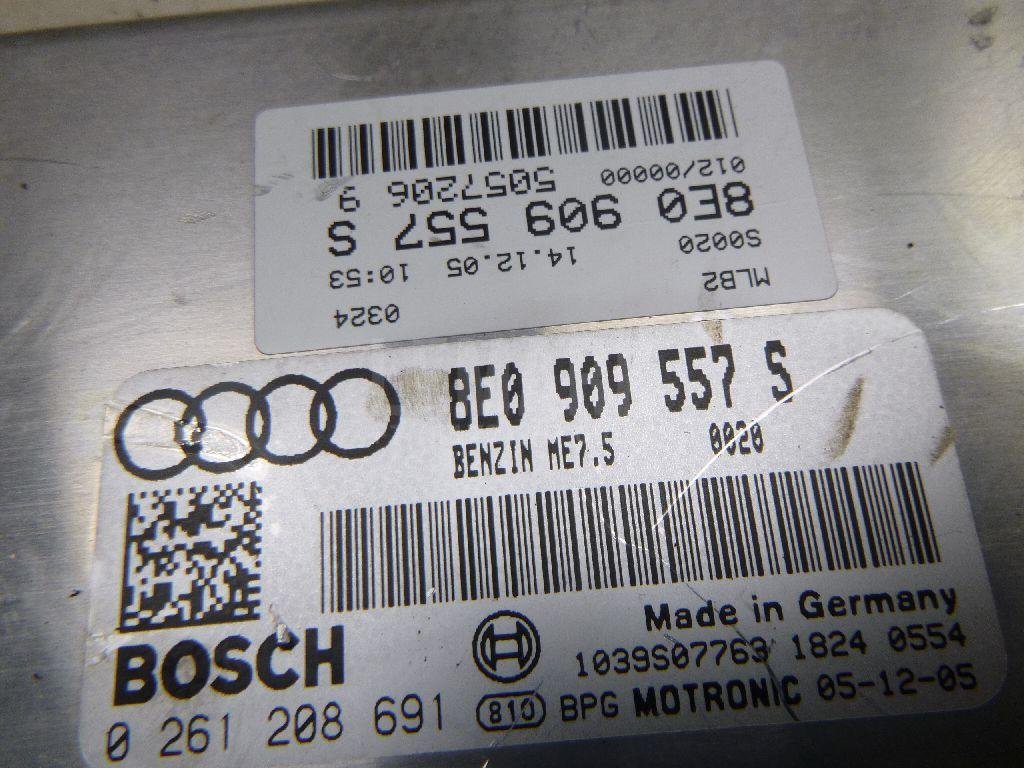 MLB2 0324
S0020 14.12.05 10:53
8E0 909 557 S
012/00000 5057206 9
8E0 909 557 S
BENZIN ME7.5 0020
BOSCH
Made in Germany
1039S07763 1824 0554
0 261 208 691 810 BPG MOTRONIC 05-12-05